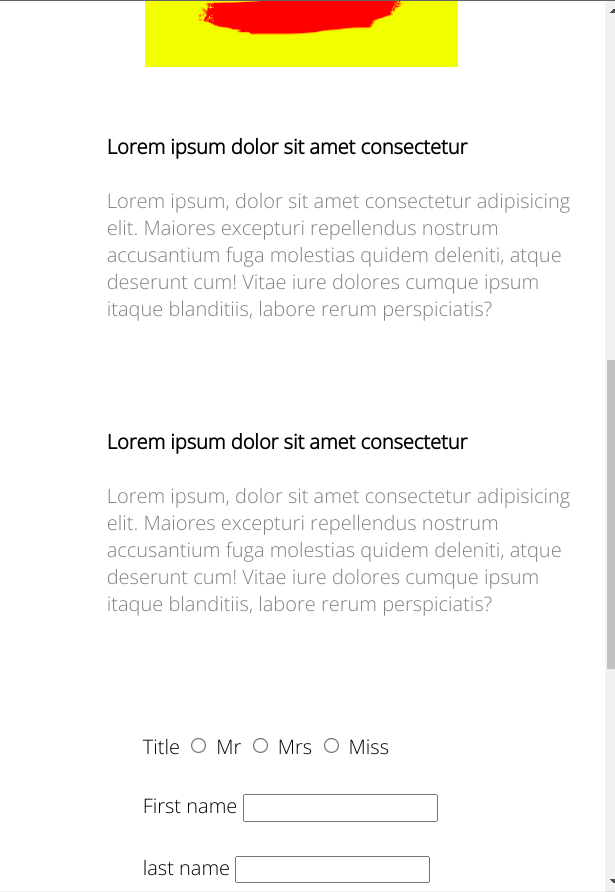 Lorem ipsum dolor sit amet consectetur
Lorem ipsum, dolor sit amet consectetur adipisicing
elit. Maiores excepturi repellendus nostrum
accusantium fuga molestias quidem deleniti, atque
deserunt cum! Vitae iure dolores cumque ipsum
itaque blanditiis, labore rerum perspiciatis?
Lorem ipsum dolor sit amet consectetur
Lorem ipsum, dolor sit amet consectetur adipisicing
elit. Maiores excepturi repellendus nostrum
accusantium fuga molestias quidem deleniti, atque
deserunt cum! Vitae iure dolores cumque ipsum
itaque blanditiis, labore rerum perspiciatis?
Title Mr Mrs Miss
First name
last name